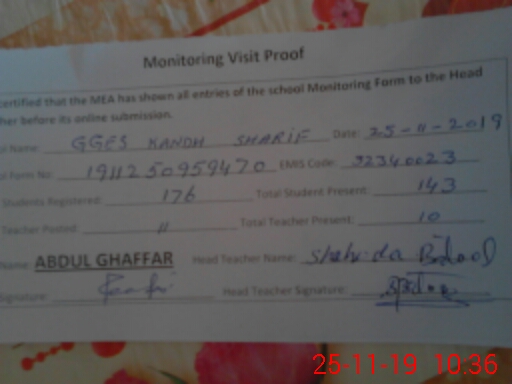 Monitoring Visit Proof
certified that the MEA has shown all entries of the school Monitoring Form to the Head
her before its online submission.
ol Name: GGES KANDH SHARIF Date: 25-11-2019
ol Form No: 1911250959470 EMIS Code: 32340023
Students Registered: 176 Total Student Present: 143
Teacher Posted: 11 Total Teacher Present: 10
Name: ABDUL GHAFFAR Head Teacher Name: Shahida
Signature: Head Teacher Signature:
25-11-19 10:36